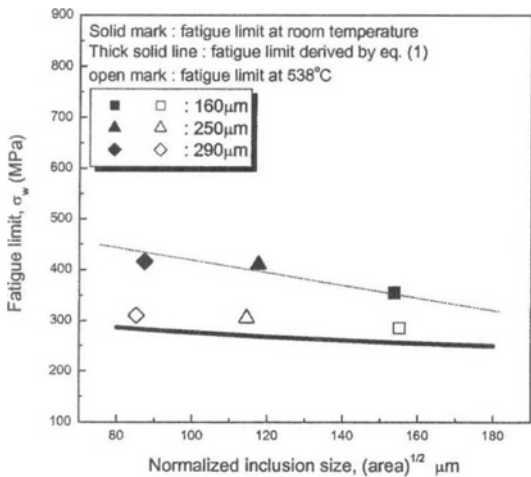 900
800
700
600
500
400
300
200
100
Fatigue limit, σw (MPa)
Solid mark : fatigue limit at room temperature
Thick solid line : fatigue limit derived by eq. (1)
open mark : fatigue limit at 538°C
■ □ : 160μm
▲ △ : 250μm
◆ ◇ : 290μm
80 100 120 140 160 180
Normalized inclusion size, (area)^1/2 μm